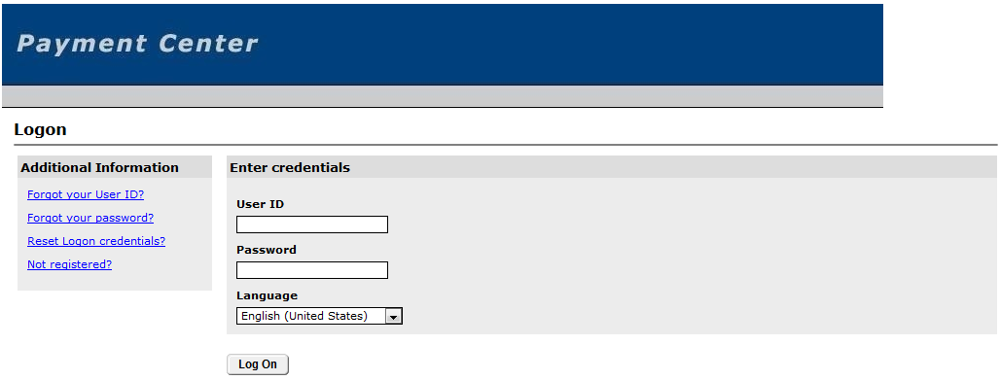 Payment Center
Logon
Additional Information
Forgot your User ID?
Forgot your password?
Reset Logon credentials?
Not registered?
Enter credentials
User ID
Password
Language
English (United States)
Log On